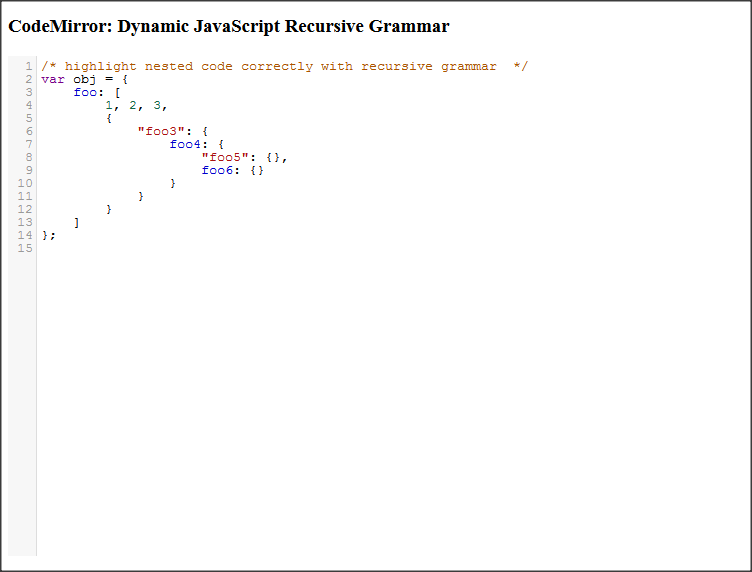 CodeMirror: Dynamic JavaScript Recursive Grammar
1 /* highlight nested code correctly with recursive grammar  */
2 var obj = {
3     foo: [
4         1, 2, 3,
5         {
6             "foo3": {
7                 foo4: {
8                     "foo5": {},
9                     foo6: {}
10                 }
11             }
12         }
13     ]
14 };
15